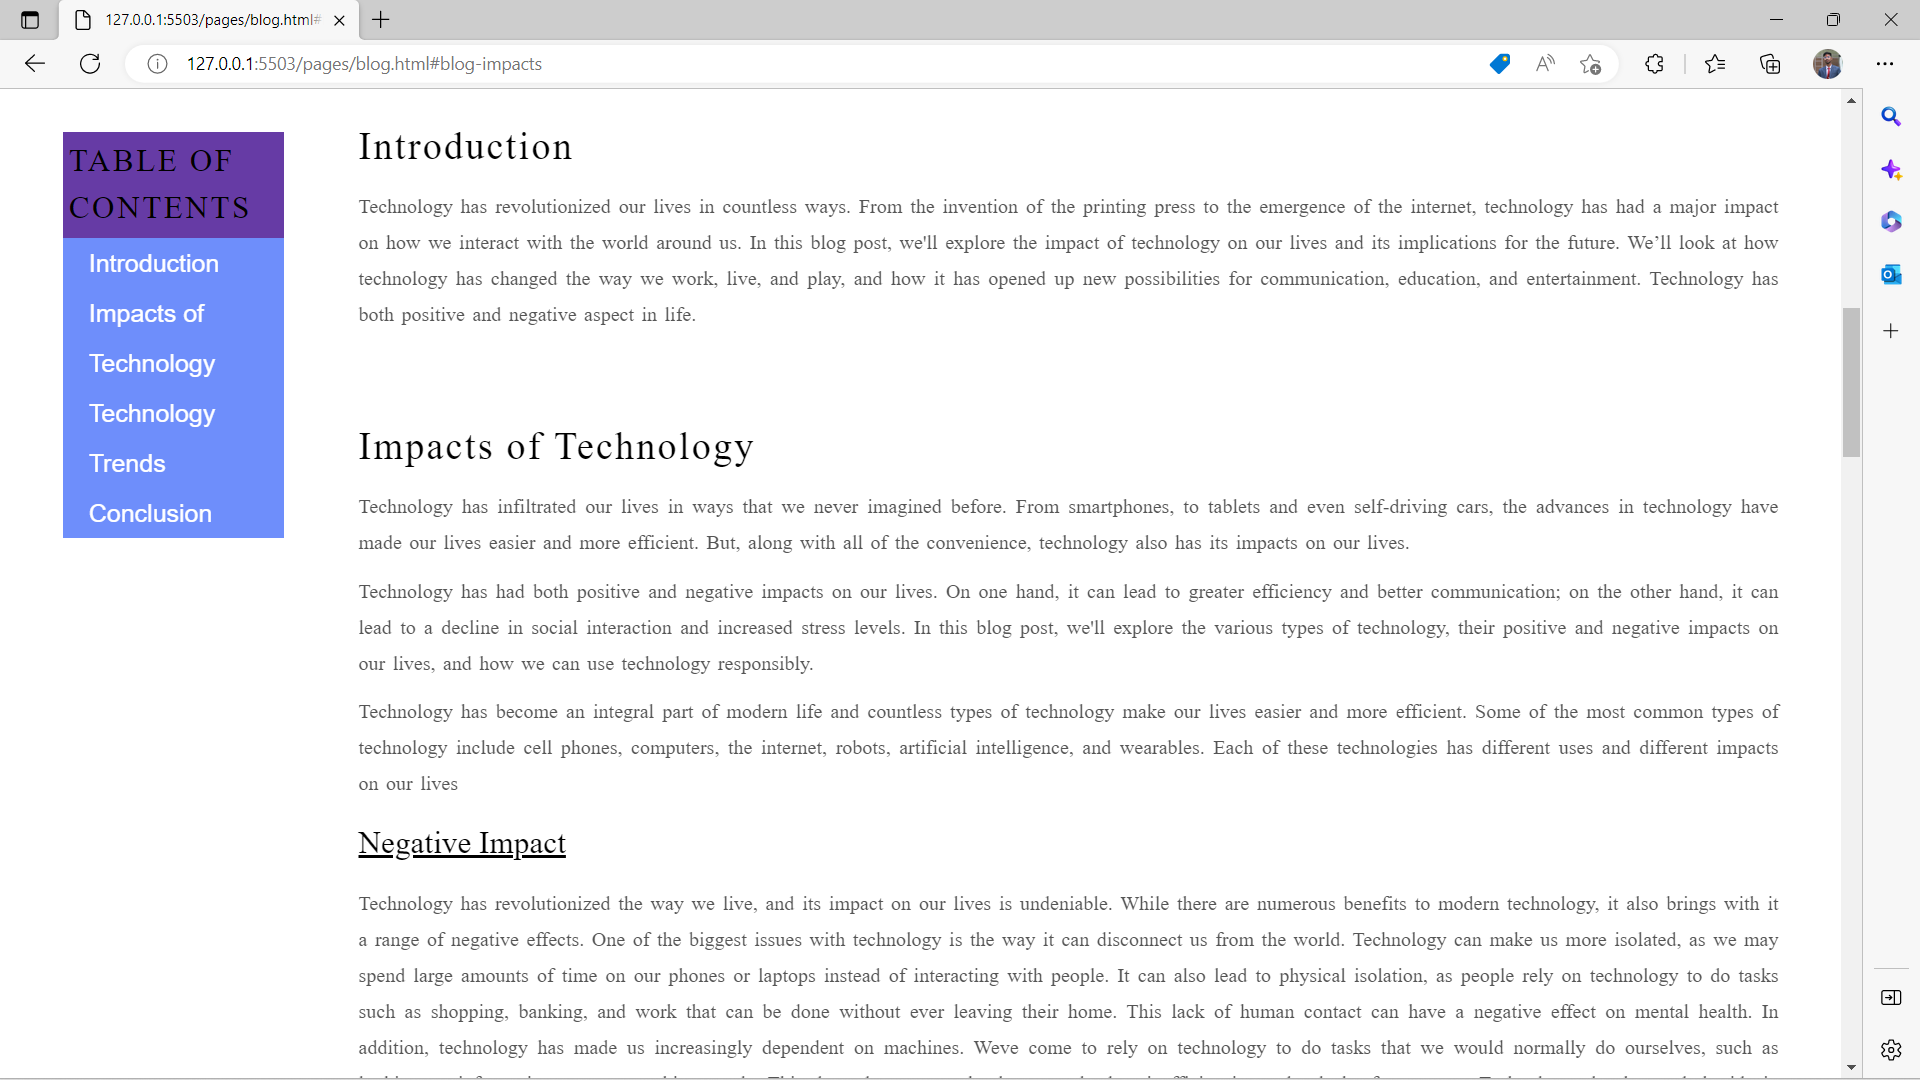 127.0.0.1:5503/pages/blog.html#
127.0.0.1:5503/pages/blog.html#blog-impacts
TABLE OF
CONTENTS
Introduction
Impacts of
Technology
Technology
Trends
Conclusion
Introduction
Technology has revolutionized our lives in countless ways. From the invention of the printing press to the emergence of the internet, technology has had a major impact
on how we interact with the world around us. In this blog post, we'll explore the impact of technology on our lives and its implications for the future. We’ll look at how
technology has changed the way we work, live, and play, and how it has opened up new possibilities for communication, education, and entertainment. Technology has
both positive and negative aspect in life.
Impacts of Technology
Technology has infiltrated our lives in ways that we never imagined before. From smartphones, to tablets and even self-driving cars, the advances in technology have
made our lives easier and more efficient. But, along with all of the convenience, technology also has its impacts on our lives.
Technology has had both positive and negative impacts on our lives. On one hand, it can lead to greater efficiency and better communication; on the other hand, it can
lead to a decline in social interaction and increased stress levels. In this blog post, we'll explore the various types of technology, their positive and negative impacts on
our lives, and how we can use technology responsibly.
Technology has become an integral part of modern life and countless types of technology make our lives easier and more efficient. Some of the most common types of
technology include cell phones, computers, the internet, robots, artificial intelligence, and wearables. Each of these technologies has different uses and different impacts
on our lives
Negative Impact
Technology has revolutionized the way we live, and its impact on our lives is undeniable. While there are numerous benefits to modern technology, it also brings with it
a range of negative effects. One of the biggest issues with technology is the way it can disconnect us from the world. Technology can make us more isolated, as we may
spend large amounts of time on our phones or laptops instead of interacting with people. It can also lead to physical isolation, as people rely on technology to do tasks
such as shopping, banking, and work that can be done without ever leaving their home. This lack of human contact can have a negative effect on mental health. In
addition, technology has made us increasingly dependent on machines. Weve come to rely on technology to do tasks that we would normally do ourselves, such as